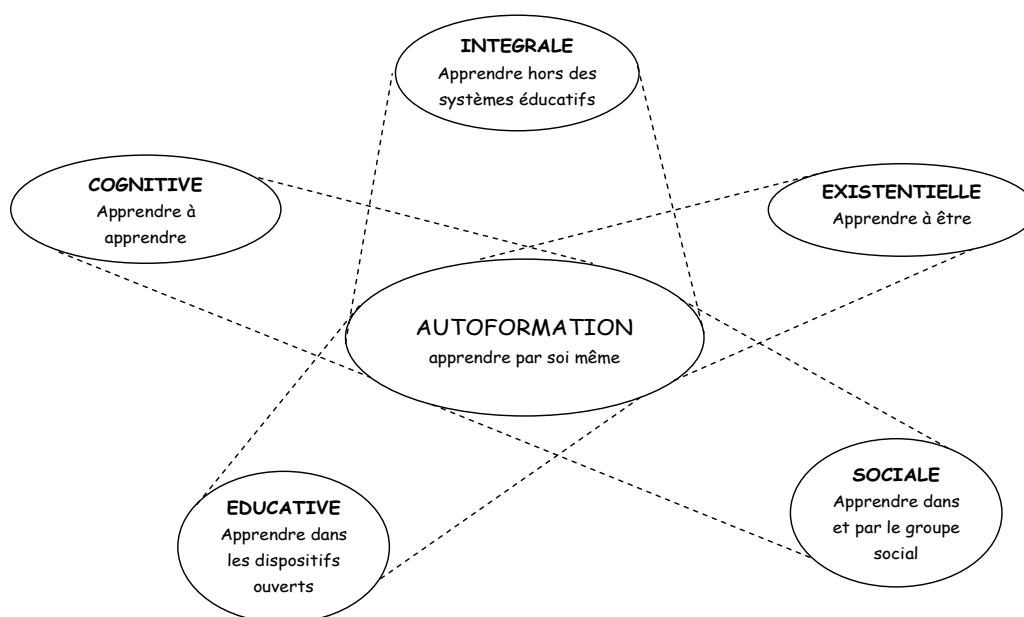 INTEGRALE
Apprendre hors des
systèmes éducatifs
COGNITIVE
Apprendre à
apprendre
EXISTENTIELLE
Apprendre à être
AUTOFORMATION
apprendre par soi même
EDUCATIVE
Apprendre dans
les dispositifs
ouverts
SOCIALE
Apprendre dans
et par le groupe
social